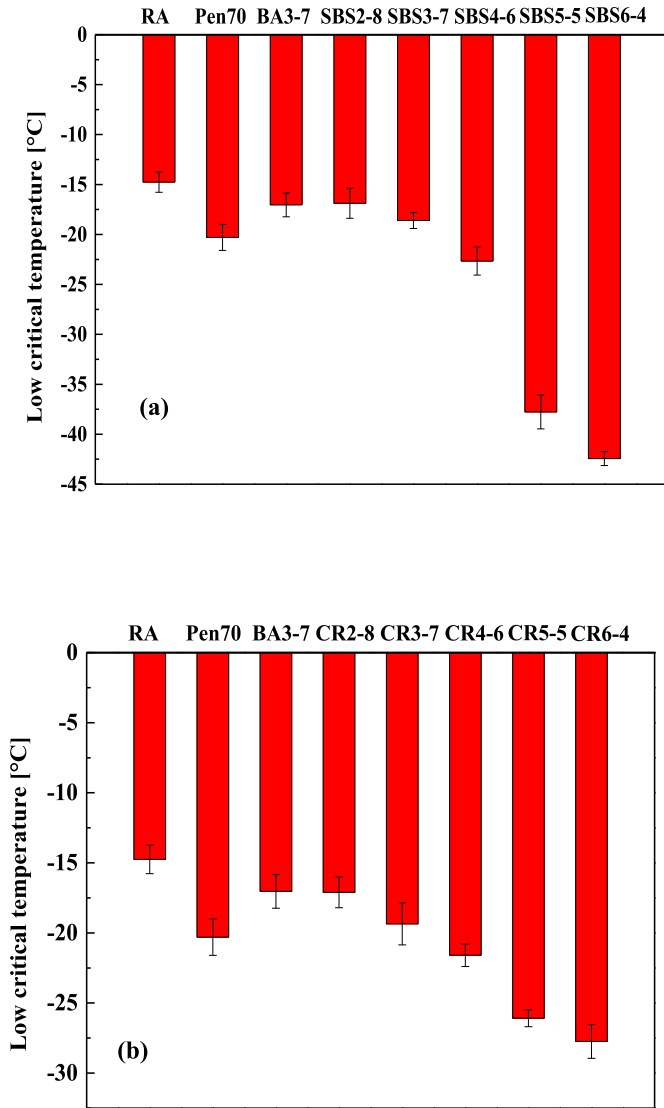 RA Pen70 BA3-7 SBS2-8 SBS3-7 SBS4-6 SBS5-5 SBS6-4
0
-5
-10
-15
-20
-25
-30
-35
-40
-45
Low critical temperature [°C]
(a)
RA Pen70 BA3-7 CR2-8 CR3-7 CR4-6 CR5-5 CR6-4
0
-5
-10
-15
-20
-25
-30
Low critical temperature [°C]
(b)